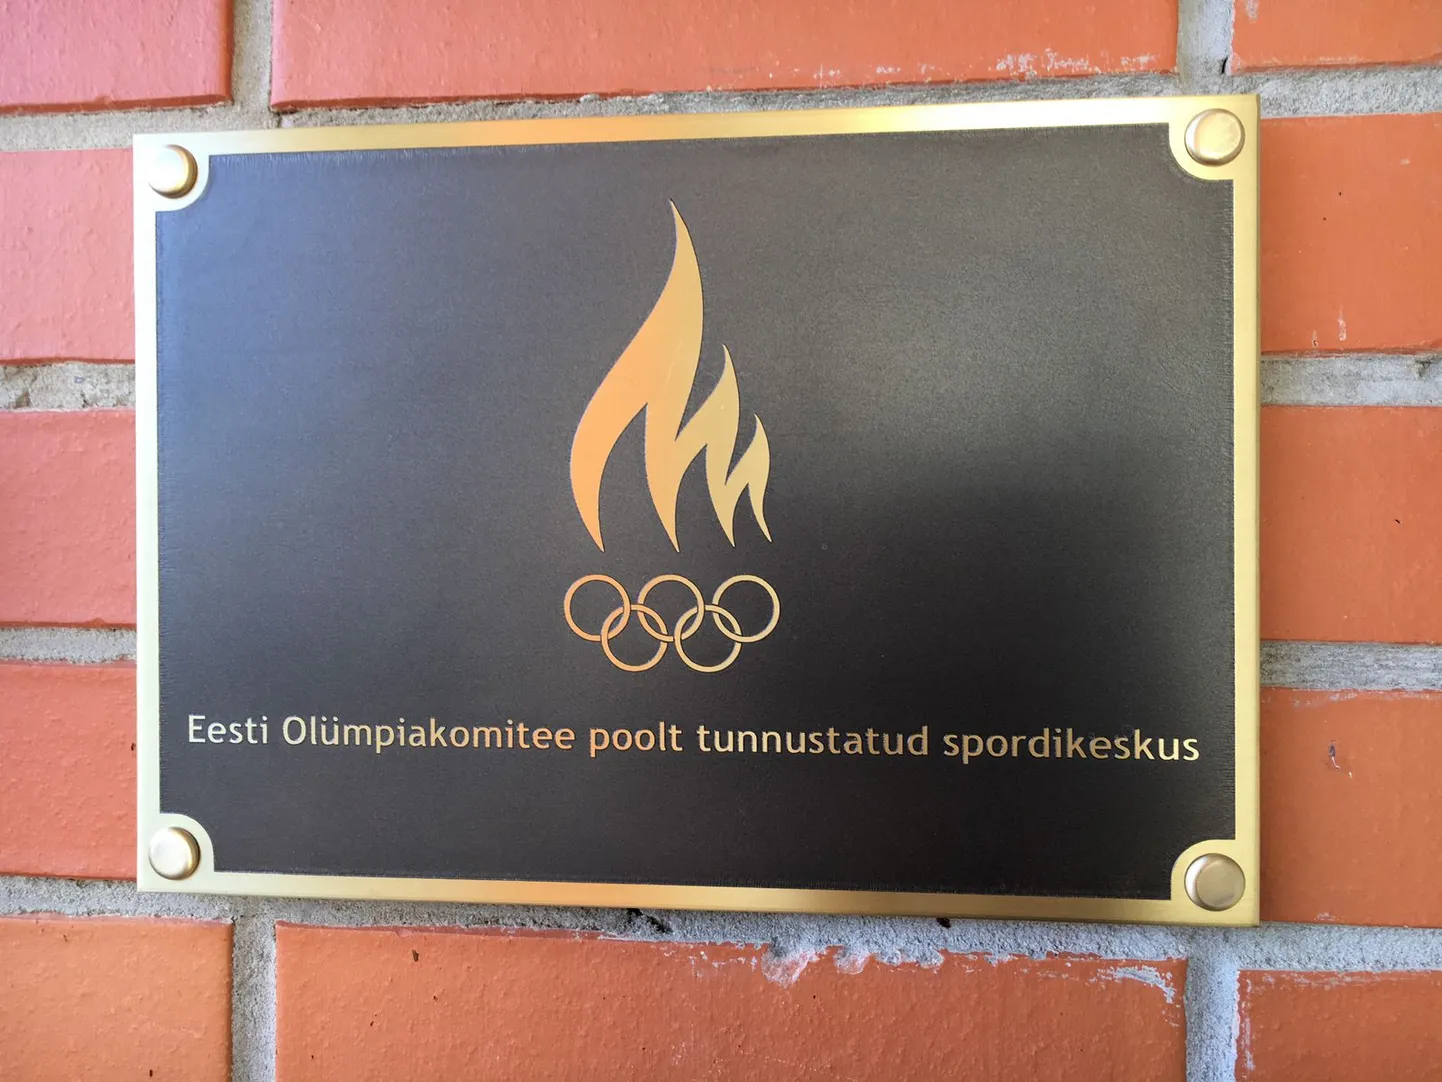 Eesti Olümpiakomitee poolt tunnustatud spordikeskus